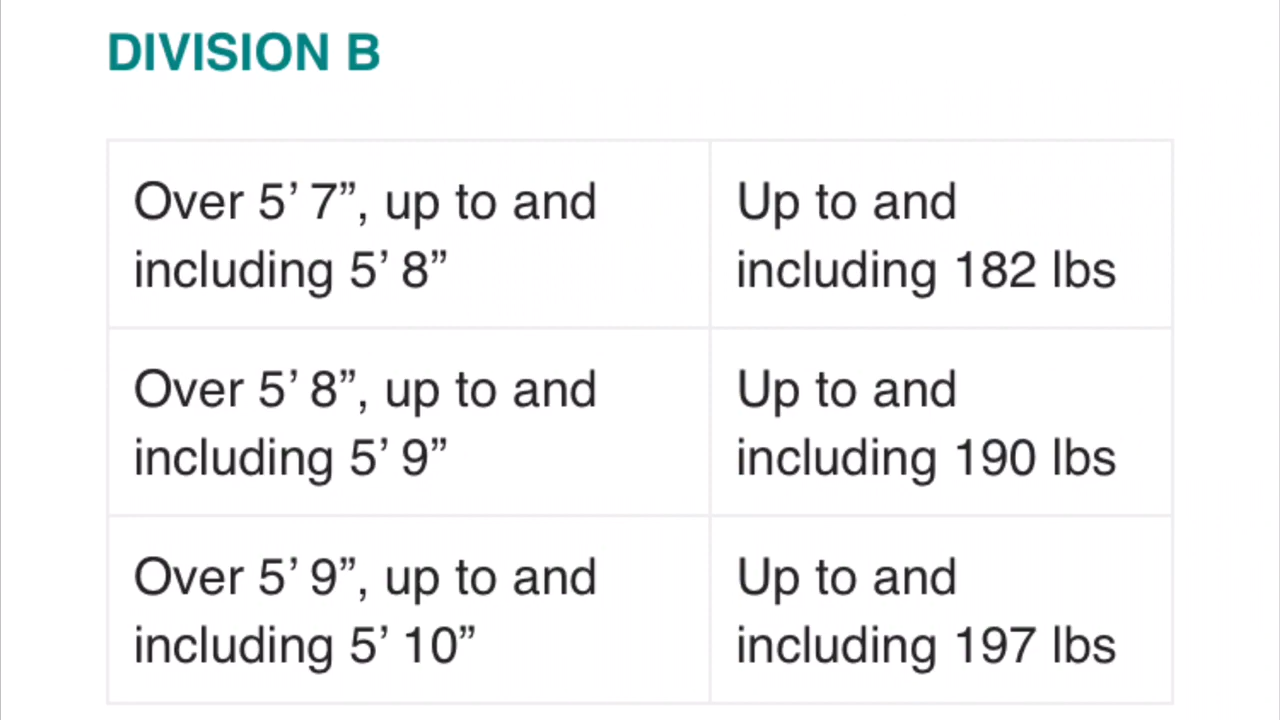 DIVISION B
Over 5’ 7”, up to and
including 5’ 8”
Up to and
including 182 lbs
Over 5’ 8”, up to and
including 5’ 9”
Up to and
including 190 lbs
Over 5’ 9”, up to and
including 5’ 10”
Up to and
including 197 lbs